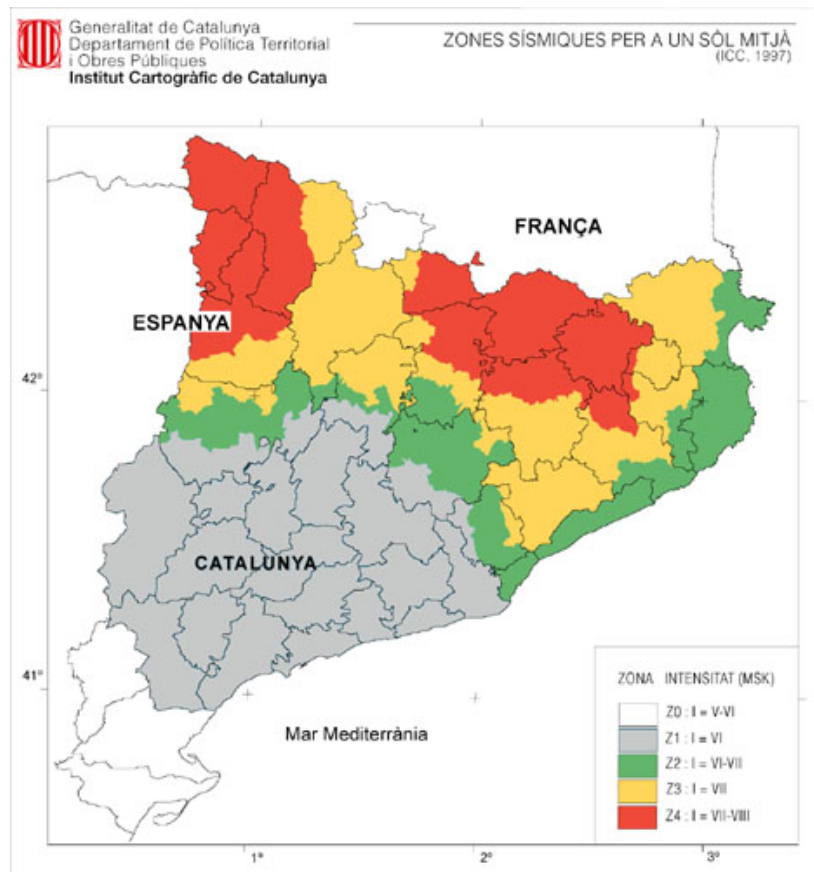 Generalitat de Catalunya
Departament de Política Territorial
i Obres Públiques
Institut Cartogràfic de Catalunya
ZONES SÍSMIQUES PER A UN SÒL MITJÀ
(ICC, 1997)
FRANÇA
ESPANYA
42°
CATALUNYA
41°
Mar Mediterrània
ZONA INTENSITAT (MSK)
Z0 : I = V-VI
Z1 : I = VI
Z2 : I = VI-VII
Z3 : I = VII
Z4 : I = VII-VIII
1° 2° 3°